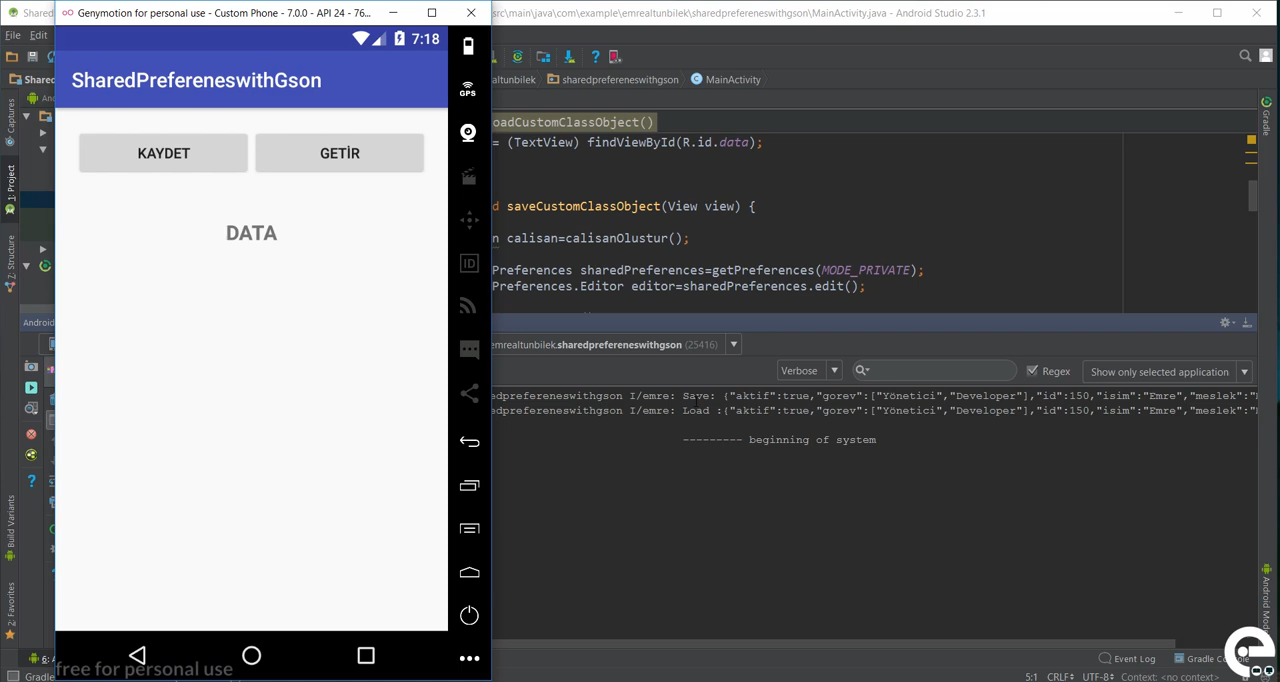 Genymotion for personal use - Custom Phone - 7.0.0 - API 24 - 76...
src\main\java\com\example\emrealtunbilek\sharedprefereneswithgson\MainActivity.java - Android Studio 2.3.1
File Edit
7:18
SharedPrefereneswithGson
KAYDET
GETİR
DATA
free for personal use
GPS
ID
altunbilek
sharedprefereneswithgson
MainActivity
oadCustomClassObject()
= (TextView) findViewById(R.id.data);
d saveCustomClassObject(View view) {
n calisan=calisanOlustur();
Preferences sharedPreferences=getPreferences(MODE_PRIVATE);
Preferences.Editor editor=sharedPreferences.edit();
emrealtunbilek.sharedprefereneswithgson (25416)
Verbose
Regex
Show only selected application
edprefereneswithgson I/emre: Save: {"aktif":true,"gorev":["Yönetici","Developer"],"id":150,"isim":"Emre","meslek":"
edprefereneswithgson I/emre: Load :{"aktif":true,"gorev":["Yönetici","Developer"],"id":150,"isim":"Emre","meslek":"
--------- beginning of system
Captures
1: Project
7: Structure
Build Variants
2: Favorites
Gradle
Event Log
5:1 CRLF UTF-8 Context: <no context>